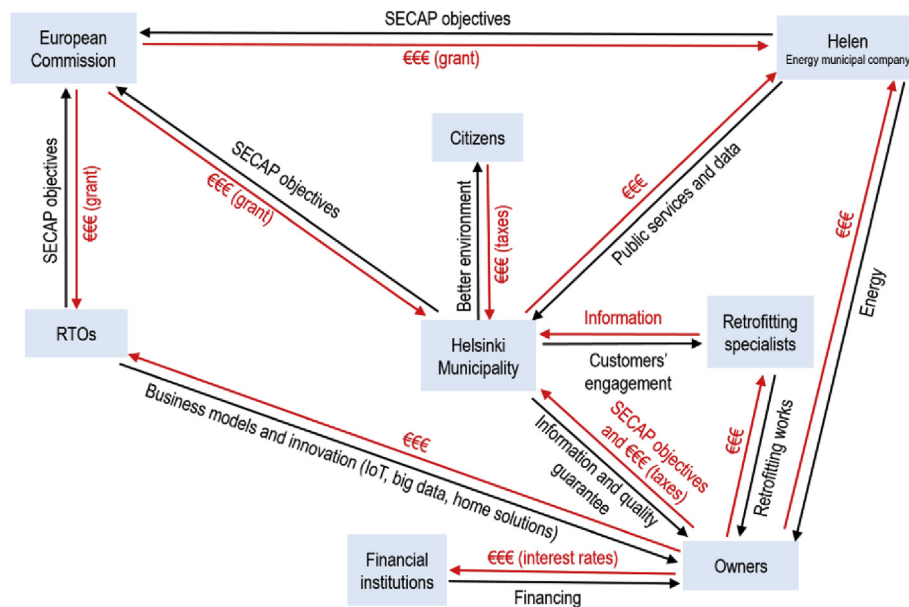 SECAP objectives
European
Commission
€€€ (grant)
Helen
Energy municipal company
Citizens
SECAP objectives
€€€ (grant)
SECAP objectives
€€€ (grant)
Better environment
€€€ (taxes)
€€€
Public services and data
€€€
Energy
RTOs
Helsinki
Municipality
Information
Customers'
engagement
Retrofitting
specialists
Business models and innovation (IoT, big data, home solutions)
€€€
SECAP objectives
and €€€ (taxes)
Information and quality
guarantee
€€€
Retrofitting works
Financial
institutions
€€€ (interest rates)
Financing
Owners